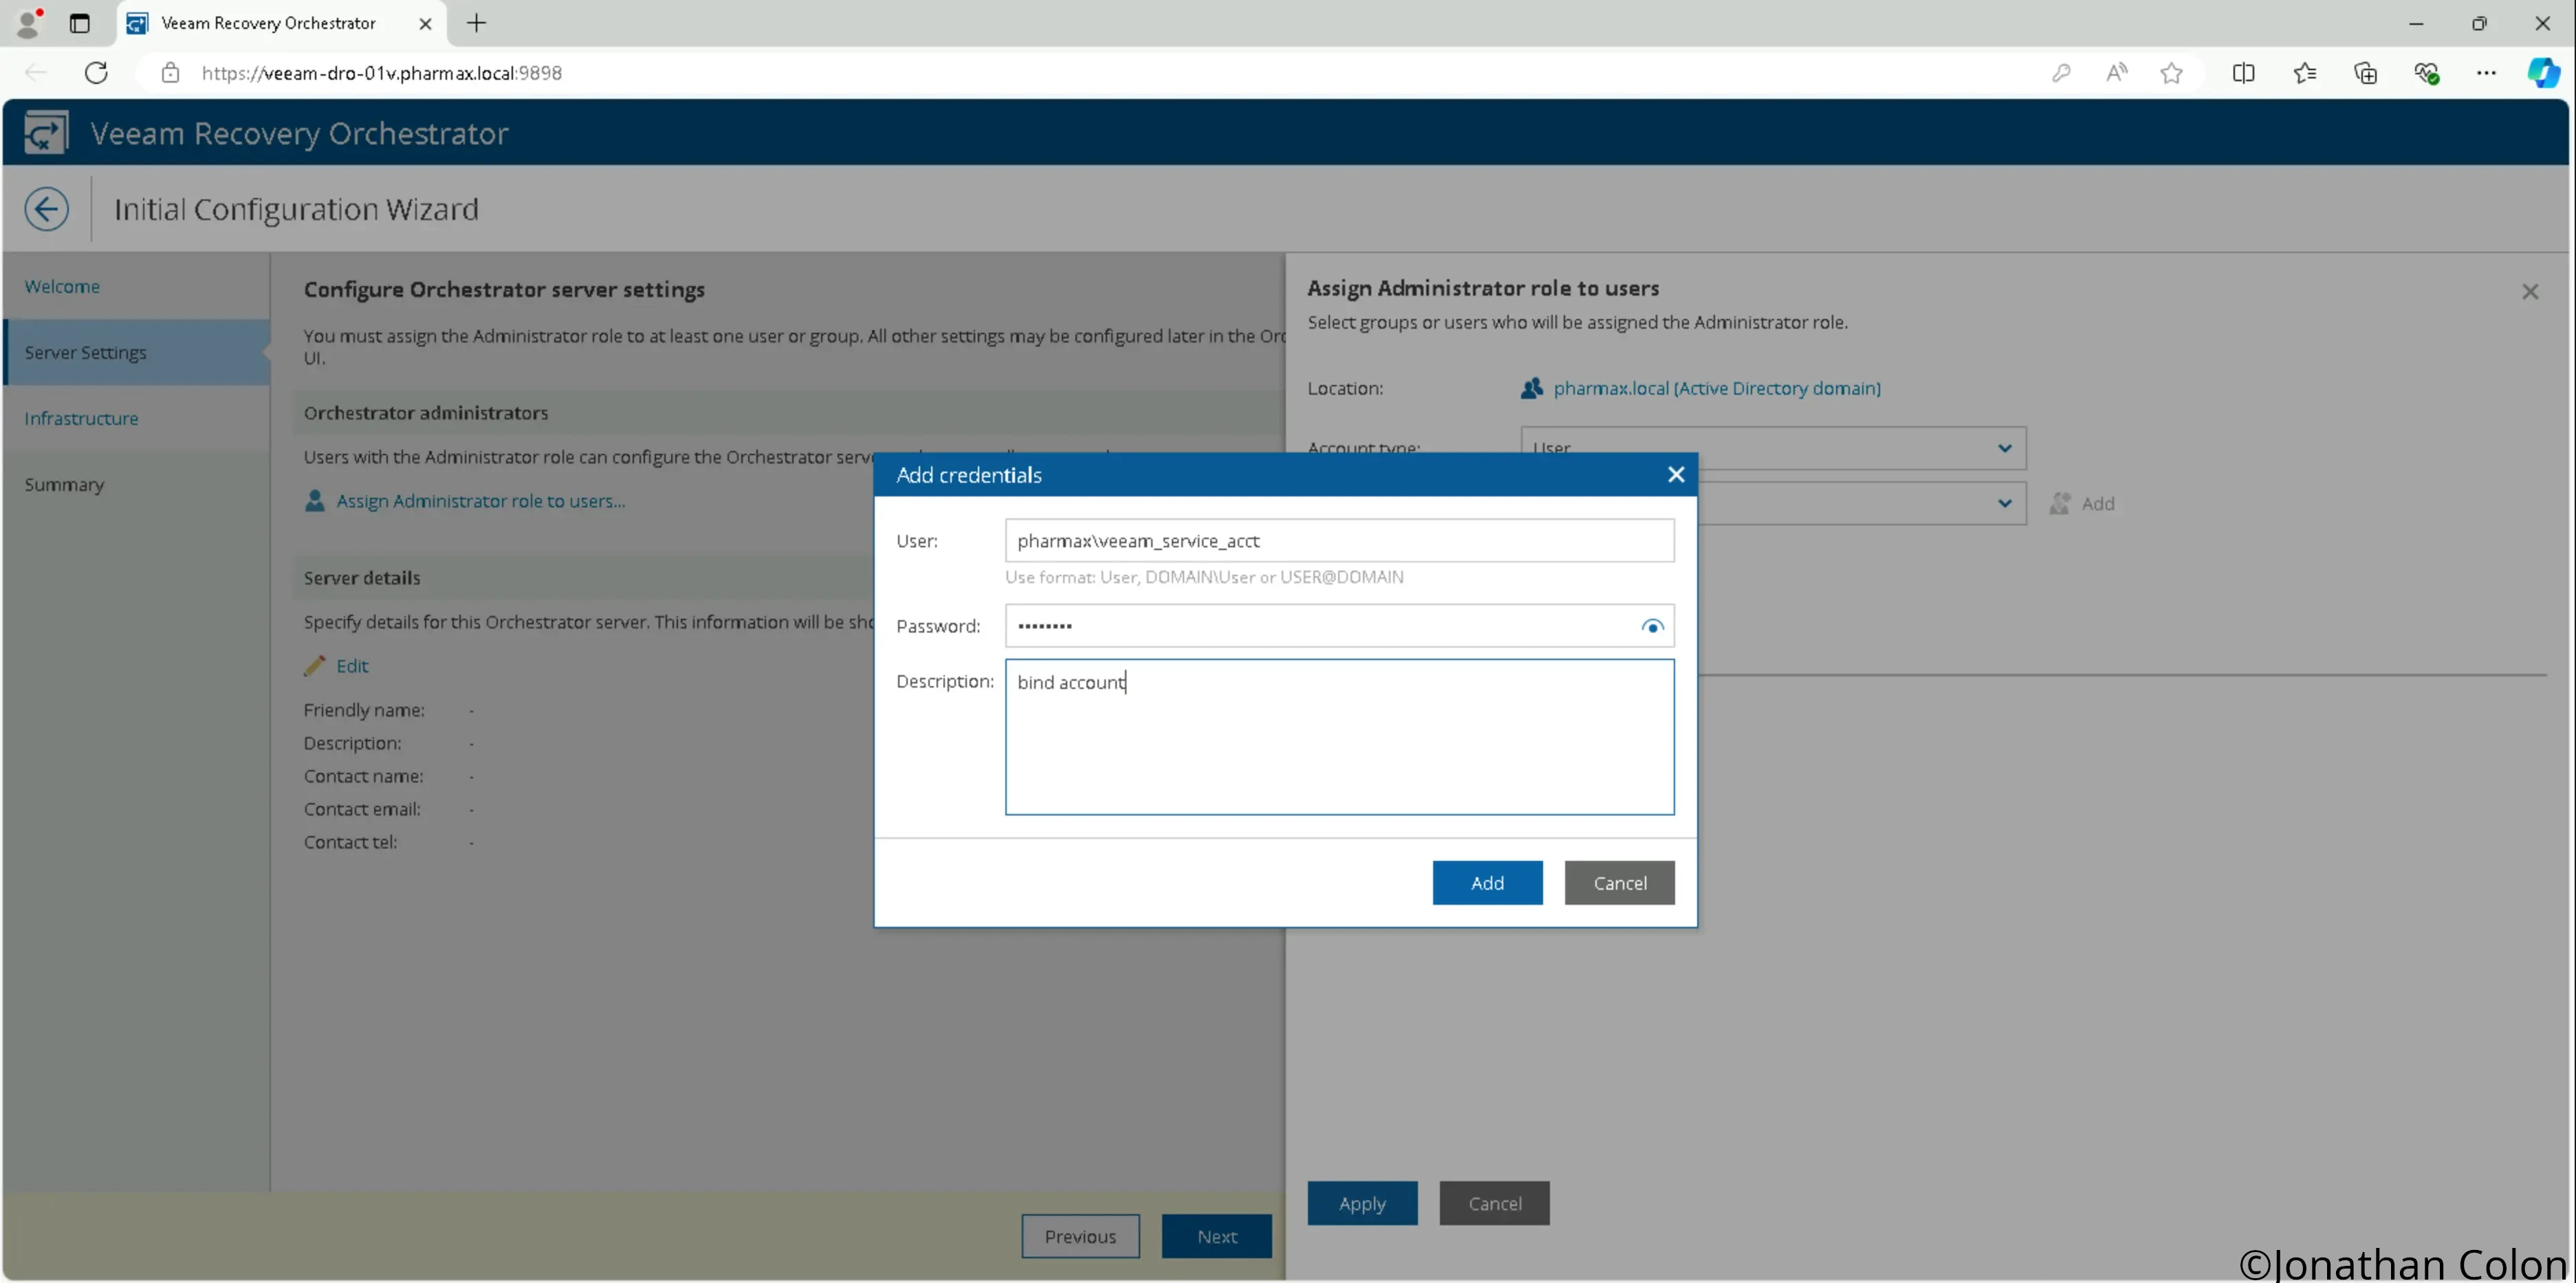 Veeam Recovery Orchestrator
https://veeam-dro-01v.pharmax.local:9898
Veeam Recovery Orchestrator
Initial Configuration Wizard
Welcome
Server Settings
Infrastructure
Summary
Configure Orchestrator server settings
You must assign the Administrator role to at least one user or group. All other settings may be configured later in the Orc
UI.
Orchestrator administrators
Users with the Administrator role can configure the Orchestrator serve
Assign Administrator role to users...
Server details
Specify details for this Orchestrator server. This information will be sho
Edit
Friendly name: -
Description: -
Contact name: -
Contact email: -
Contact tel: -
Previous
Next
Assign Administrator role to users
Select groups or users who will be assigned the Administrator role.
Location: pharmax.local (Active Directory domain)
Account type: User
Add
Apply
Cancel
Add credentials
User: pharmax\veeam_service_acct
Use format: User, DOMAIN\User or USER@DOMAIN
Password: ••••••••
Description: bind account
Add
Cancel
©Jonathan Colon